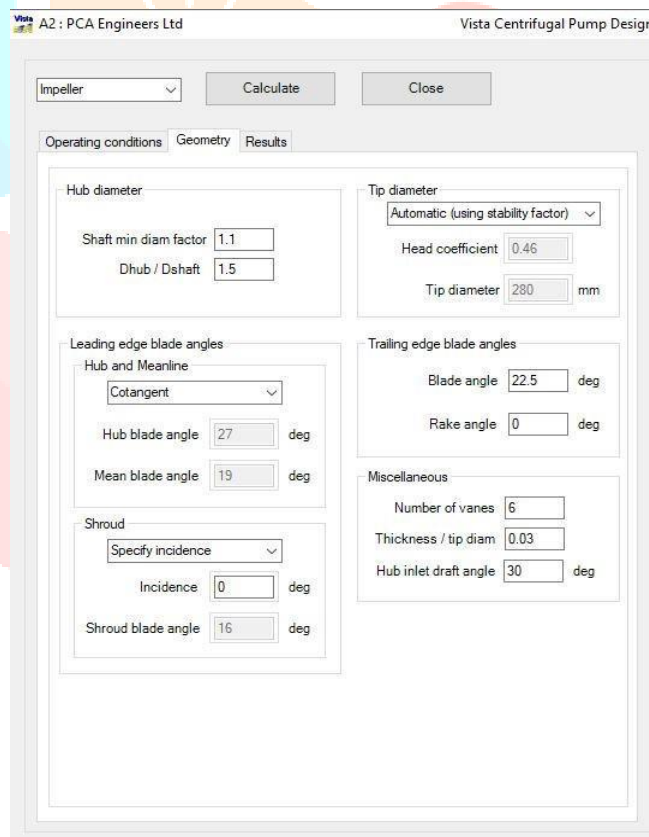 Vista A2 : PCA Engineers Ltd Vista Centrifugal Pump Design
Impeller Calculate Close
Operating conditions Geometry Results
Hub diameter
Shaft min diam factor 1.1
Dhub / Dshaft 1.5
Tip diameter
Automatic (using stability factor)
Head coefficient 0.46
Tip diameter 280 mm
Leading edge blade angles
Hub and Meanline
Cotangent
Hub blade angle 27 deg
Mean blade angle 19 deg
Shroud
Specify incidence
Incidence 0 deg
Shroud blade angle 16 deg
Trailing edge blade angles
Blade angle 22.5 deg
Rake angle 0 deg
Miscellaneous
Number of vanes 6
Thickness / tip diam 0.03
Hub inlet draft angle 30 deg